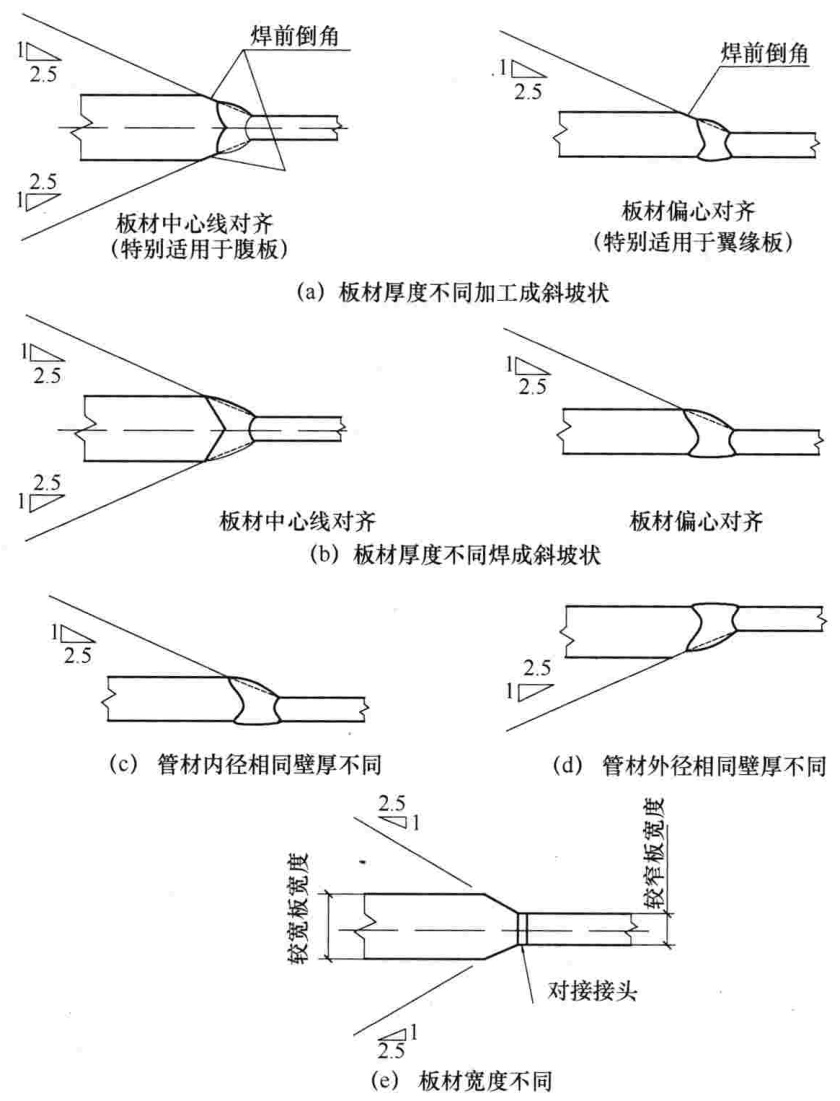 焊前倒角
1
2.5
2.5
1
板材中心线对齐
(特别适用于腹板)
焊前倒角
1
2.5
板材偏心对齐
(特别适用于翼缘板)
(a) 板材厚度不同加工成斜坡状
1
2.5
2.5
1
板材中心线对齐
1
2.5
板材偏心对齐
(b) 板材厚度不同焊成斜坡状
1
2.5
(c) 管材内径相同壁厚不同
2.5
1
(d) 管材外径相同壁厚不同
2.5
1
较宽板宽度
较窄板宽度
对接接头
1
2.5
(e) 板材宽度不同